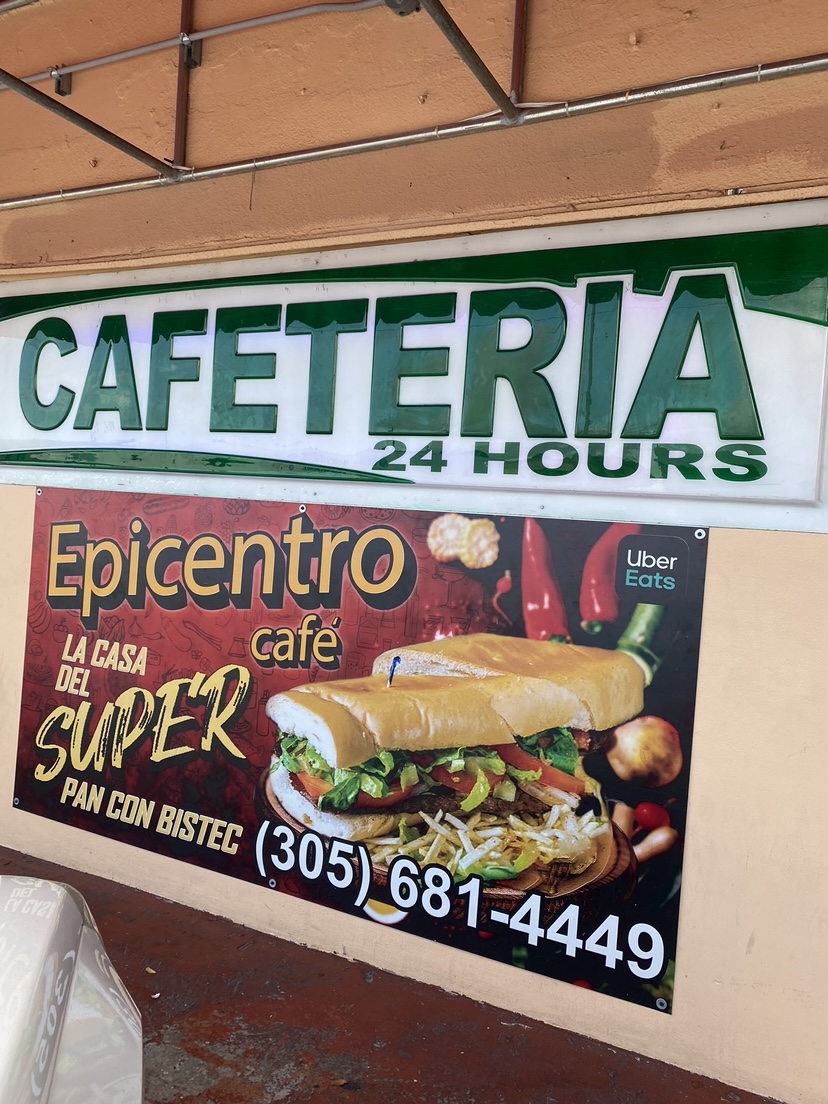 CAFETERIA
24 HOURS
Epicentro
café
Uber
Eats
LA CASA
DEL
SUPER
PAN CON BISTEC
(305) 681-4449